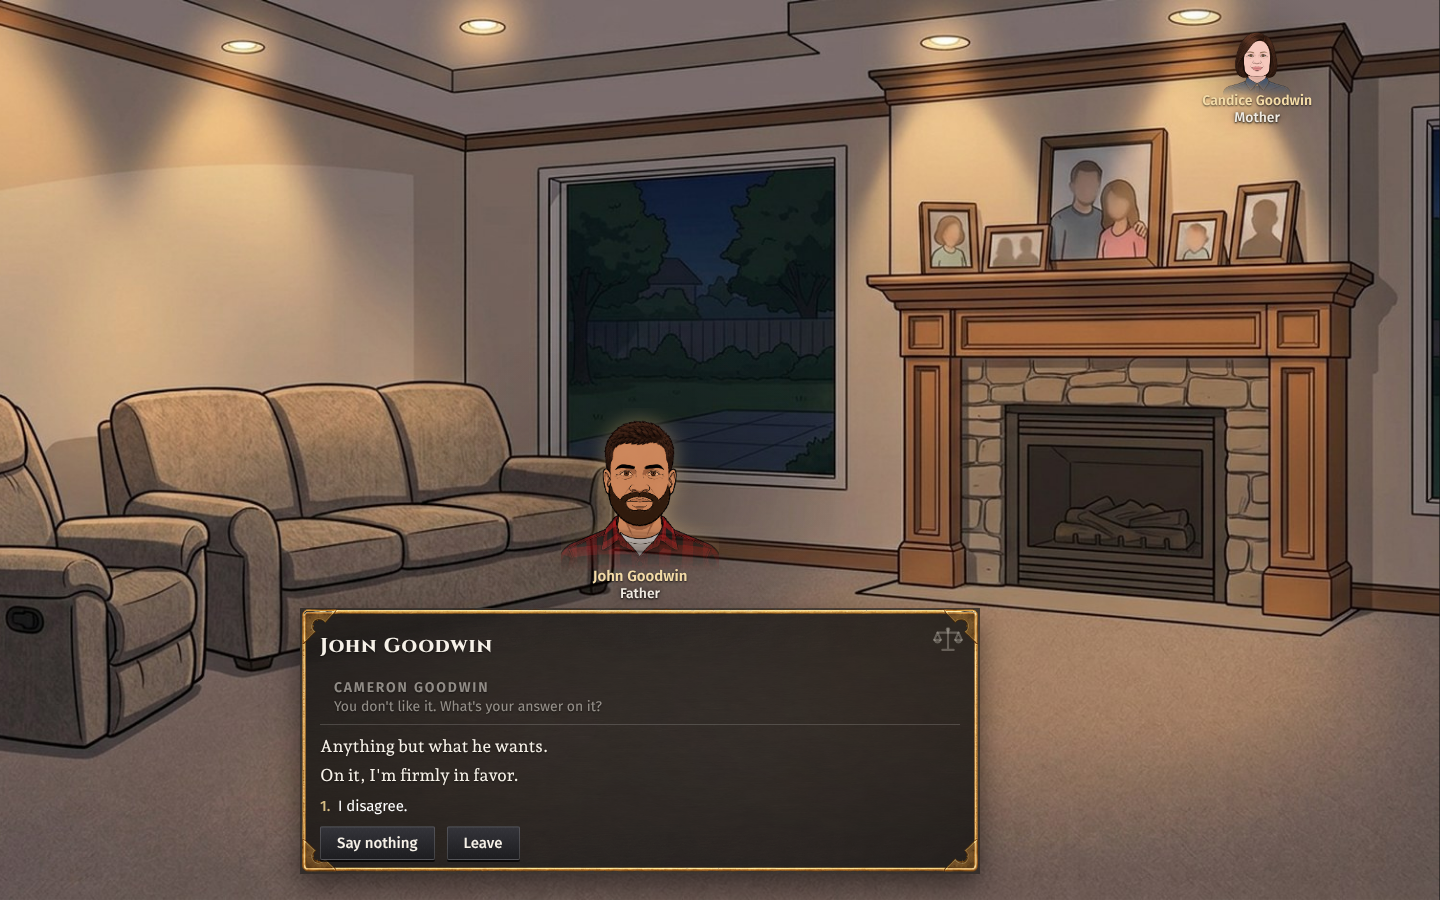 Candice Goodwin
Mother
John Goodwin
Father
John Goodwin
CAMERON GOODWIN
You don't like it. What's your answer on it?
Anything but what he wants.
On it, I'm firmly in favor.
1. I disagree.
Say nothing
Leave